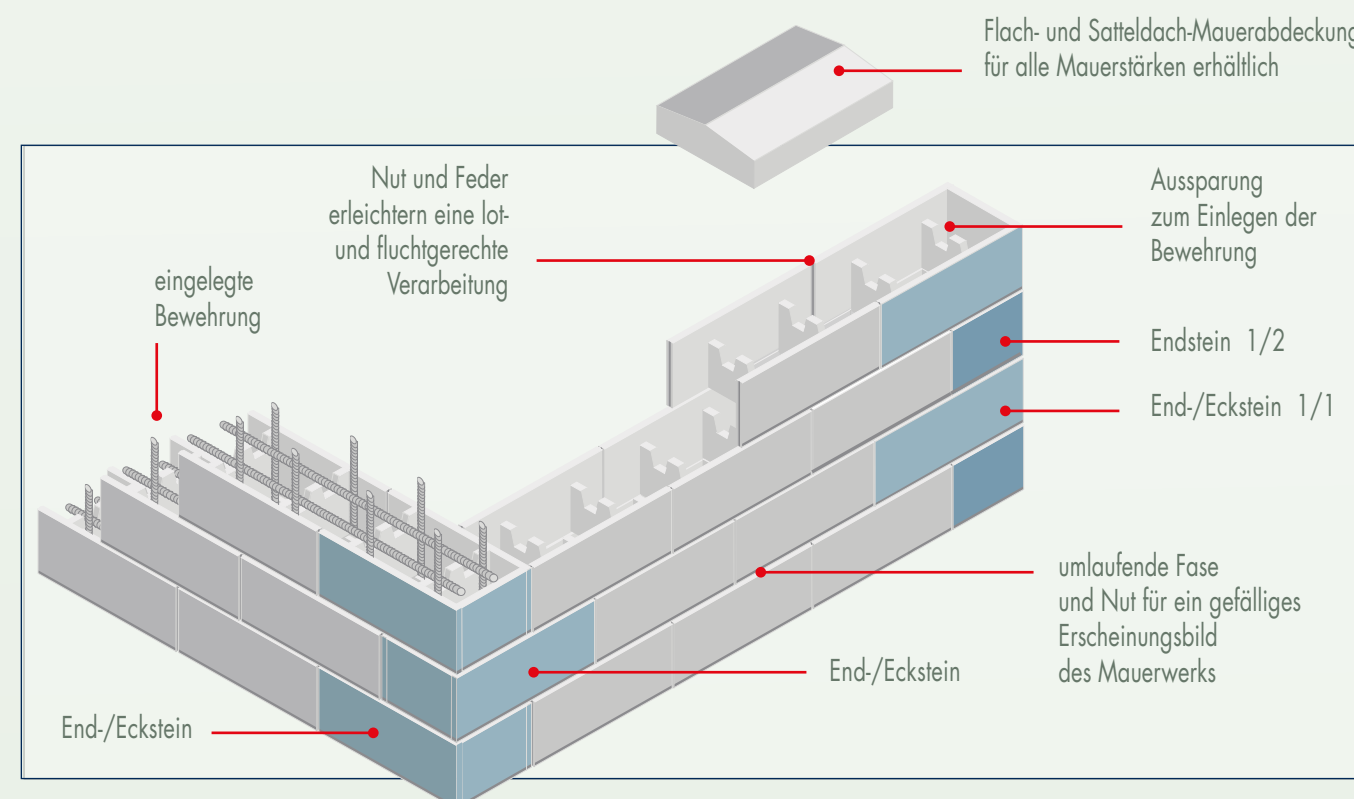 Flach- und Satteldach-Mauerabdeckung
für alle Mauerstärken erhältlich
Nut und Feder
erleichtern eine lot-
und fluchtgerechte
Verarbeitung
Aussparung
zum Einlegen der
Bewehrung
eingelegte
Bewehrung
Endstein 1/2
End-/Eckstein 1/1
umlaufende Fase
und Nut für ein gefälliges
Erscheinungsbild
des Mauerwerks
End-/Eckstein
End-/Eckstein